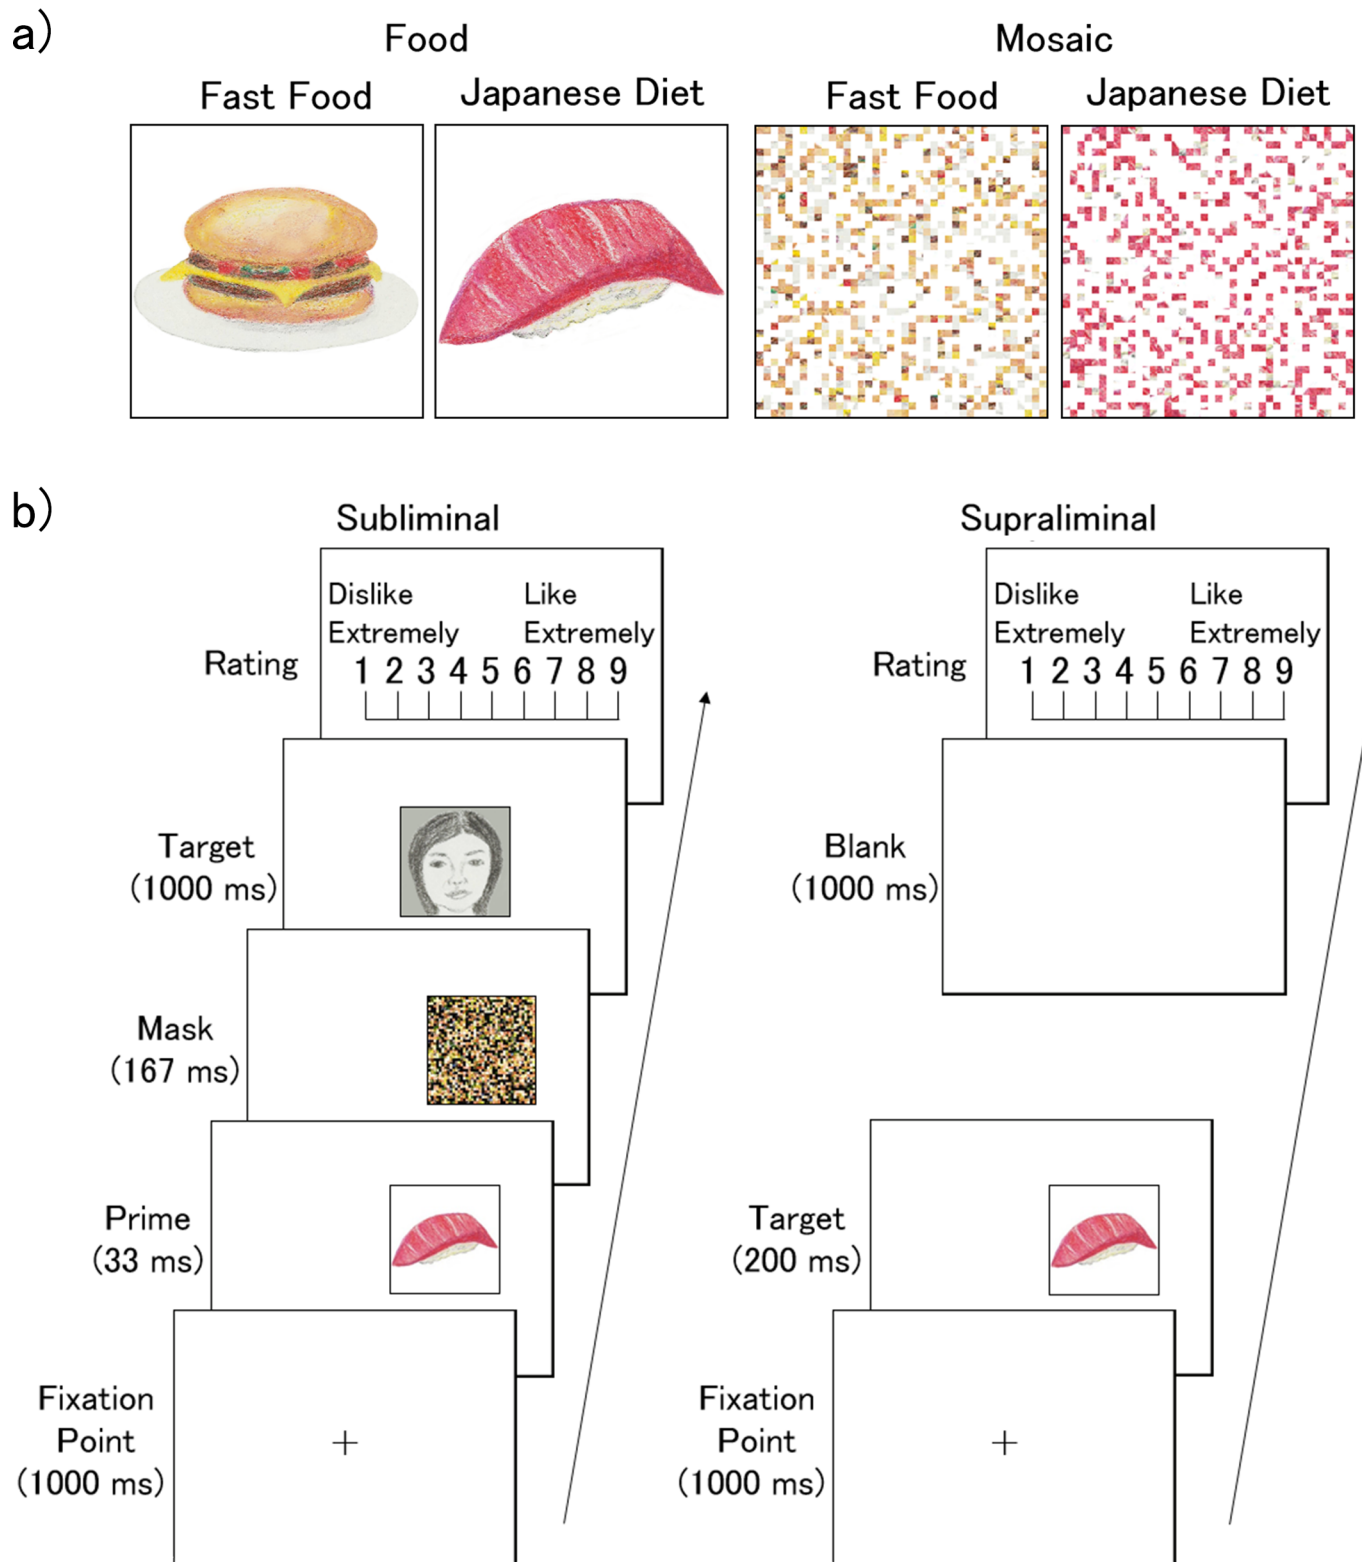 a)
Food
Mosaic
Fast Food
Japanese Diet
Fast Food
Japanese Diet
b)
Subliminal
Dislike Like
Extremely Extremely
1 2 3 4 5 6 7 8 9
Rating
Target
(1000 ms)
Mask
(167 ms)
Prime
(33 ms)
Fixation
Point
(1000 ms)
+
Supraliminal
Dislike Like
Extremely Extremely
1 2 3 4 5 6 7 8 9
Rating
Blank
(1000 ms)
Target
(200 ms)
Fixation
Point
(1000 ms)
+